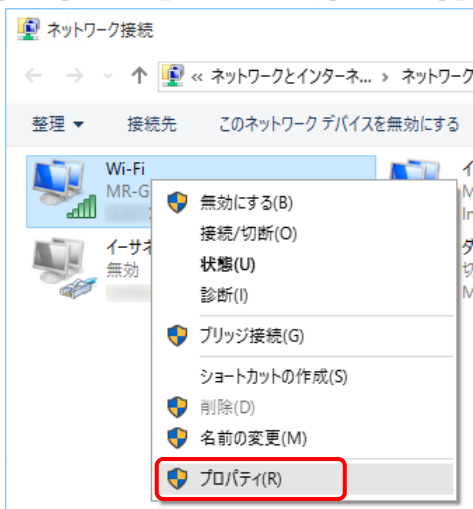 ネットワーク接続
« ネットワークとインターネ... › ネットワーク
整理 ▼ 接続先 このネットワーク デバイスを無効にする
Wi-Fi
MR-G
イーサネ
無効
無効にする(B)
接続/切断(O)
状態(U)
診断(I)
ブリッジ接続(G)
ショートカットの作成(S)
削除(D)
名前の変更(M)
プロパティ(R)